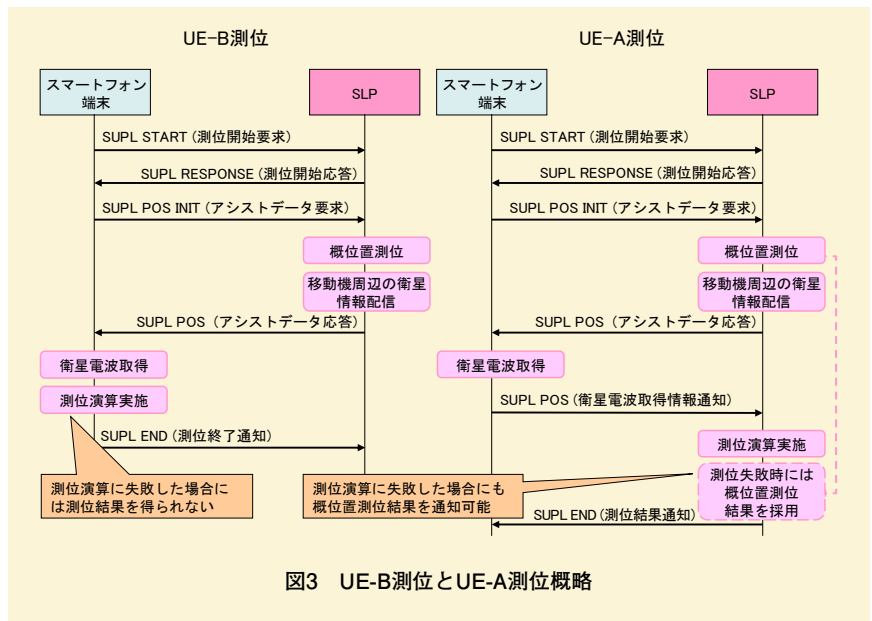 UE-B測位
スマートフォン
端末
SLP
SUPL START（測位開始要求）
SUPL RESPONSE（測位開始応答）
SUPL POS INIT（アシストデータ要求）
概位置測位
移動機周辺の衛星
情報配信
SUPL POS（アシストデータ応答）
衛星電波取得
測位演算実施
SUPL END（測位終了通知）
測位演算に失敗した場合に
は測位結果を得られない
UE-A測位
スマートフォン
端末
SLP
SUPL START（測位開始要求）
SUPL RESPONSE（測位開始応答）
SUPL POS INIT（アシストデータ要求）
概位置測位
移動機周辺の衛星
情報配信
SUPL POS（アシストデータ応答）
衛星電波取得
SUPL POS（衛星電波取得情報通知）
測位演算実施
測位失敗時には
概位置測位
結果を採用
測位演算に失敗した場合にも
概位置測位結果を通知可能
SUPL END（測位結果通知）
図3　UE-B測位とUE-A測位概略